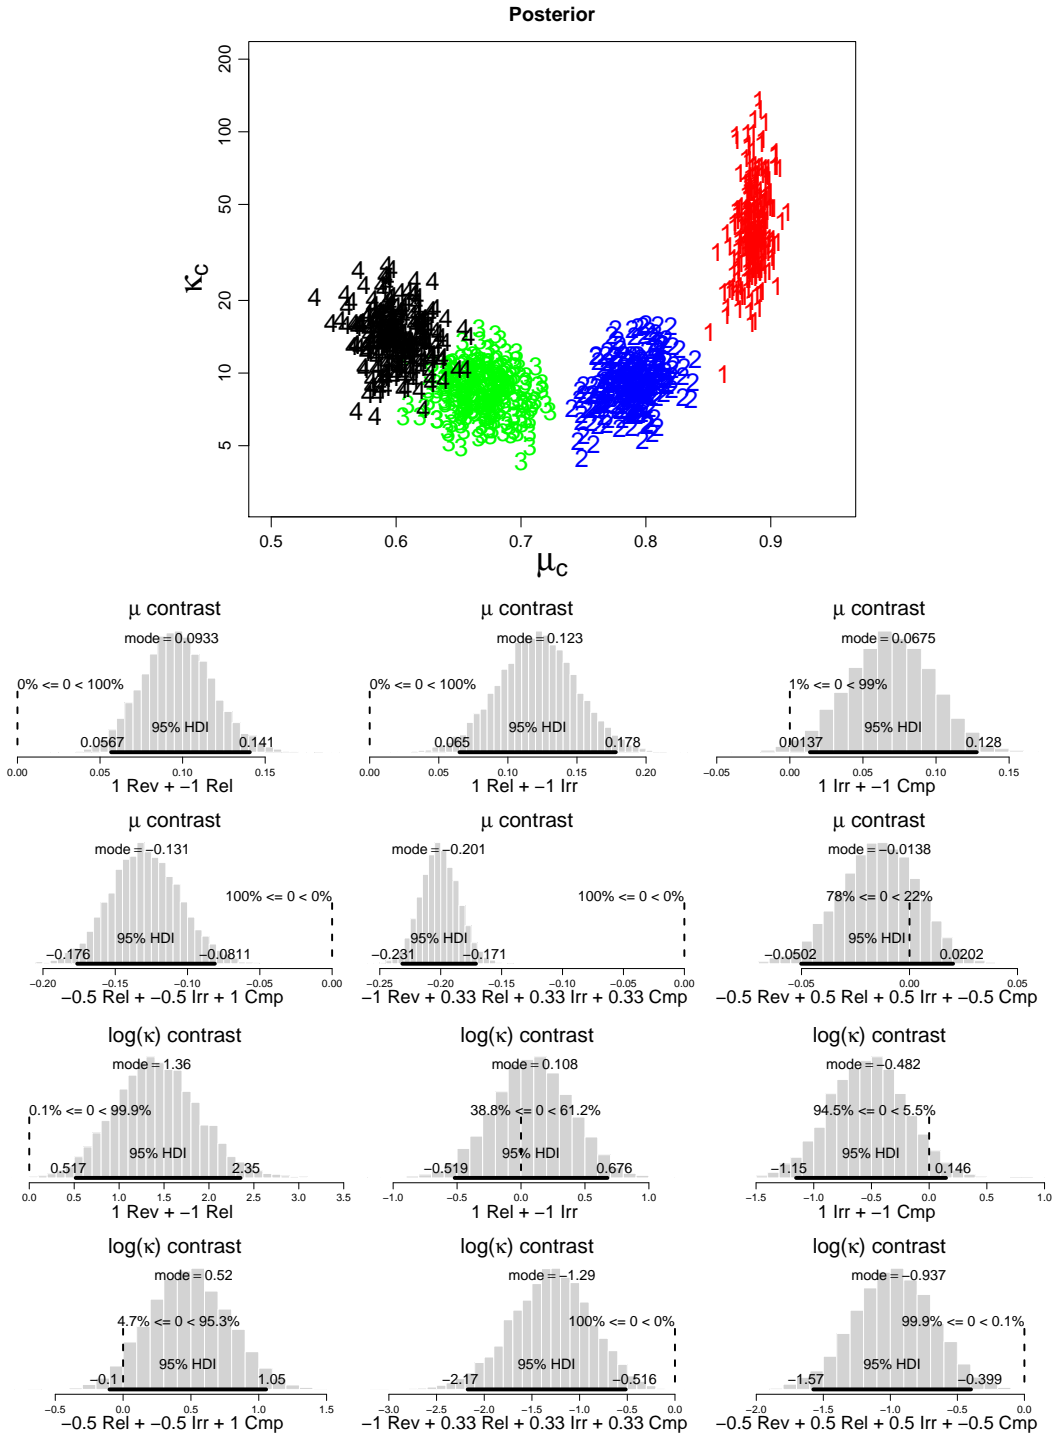 Posterior
200
100
50
20
10
5
κc
0.5 0.6 0.7 0.8 0.9
μc
μ contrast μ contrast μ contrast
mode = 0.0933 mode = 0.123 mode = 0.0675
0% <= 0 < 100% 0% <= 0 < 100% 1% <= 0 < 99%
95% HDI 95% HDI 95% HDI
0.0567 0.141 0.065 0.178 0.0137 0.128
0.00 0.05 0.10 0.15 0.00 0.05 0.10 0.15 0.20 −0.05 0.00 0.05 0.10 0.15
1 Rev + −1 Rel 1 Rel + −1 Irr 1 Irr + −1 Cmp
μ contrast μ contrast μ contrast
mode = −0.131 mode = −0.201 mode = −0.0138
100% <= 0 < 0% 100% <= 0 < 0% 78% <= 0 < 22%
95% HDI 95% HDI 95% HDI
−0.176 −0.0811 −0.231 −0.171 −0.0502 0.0202
−0.20 −0.15 −0.10 −0.05 0.00 −0.25 −0.20 −0.15 −0.10 −0.05 0.00 −0.05 0.00 0.05
−0.5 Rel + −0.5 Irr + 1 Cmp −1 Rev + 0.33 Rel + 0.33 Irr + 0.33 Cmp −0.5 Rev + 0.5 Rel + 0.5 Irr + −0.5 Cmp
log(κ) contrast log(κ) contrast log(κ) contrast
mode = 1.36 mode = 0.108 mode = −0.482
0.1% <= 0 < 99.9% 38.8% <= 0 < 61.2% 94.5% <= 0 < 5.5%
95% HDI 95% HDI 95% HDI
0.517 2.35 −0.519 0.676 −1.15 0.146
0.0 0.5 1.0 1.5 2.0 2.5 3.0 3.5 −1.0 −0.5 0.0 0.5 1.0 −1.5 −1.0 −0.5 0.0 0.5 1.0
1 Rev + −1 Rel 1 Rel + −1 Irr 1 Irr + −1 Cmp
log(κ) contrast log(κ) contrast log(κ) contrast
mode = 0.52 mode = −1.29 mode = −0.937
4.7% <= 0 < 95.3% 100% <= 0 < 0% 99.9% <= 0 < 0.1%
95% HDI 95% HDI 95% HDI
−0.1 1.05 −2.17 −0.516 −1.57 −0.399
−0.5 0.0 0.5 1.0 1.5 −3.0 −2.5 −2.0 −1.5 −1.0 −0.5 0.0 −2.0 −1.5 −1.0 −0.5 0.0
−0.5 Rel + −0.5 Irr + 1 Cmp −1 Rev + 0.33 Rel + 0.33 Irr + 0.33 Cmp −0.5 Rev + 0.5 Rel + 0.5 Irr + −0.5 Cmp